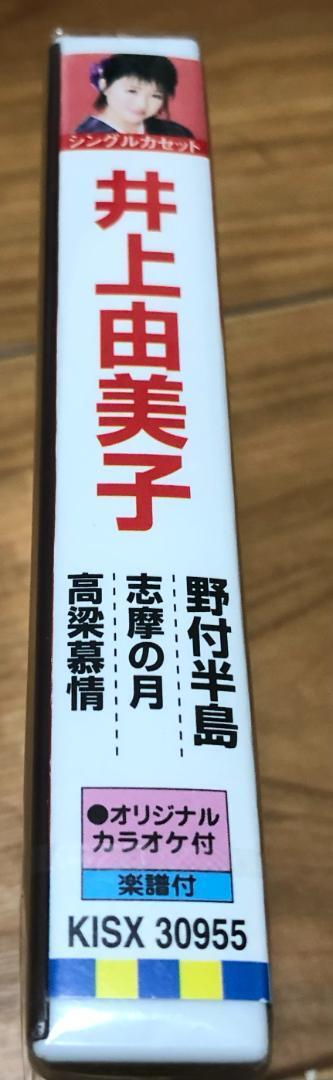 シングルカセット
井上由美子
野付半島
志摩の月
高梁慕情
●オリジナル
カラオケ付
楽譜付
KISX 30955